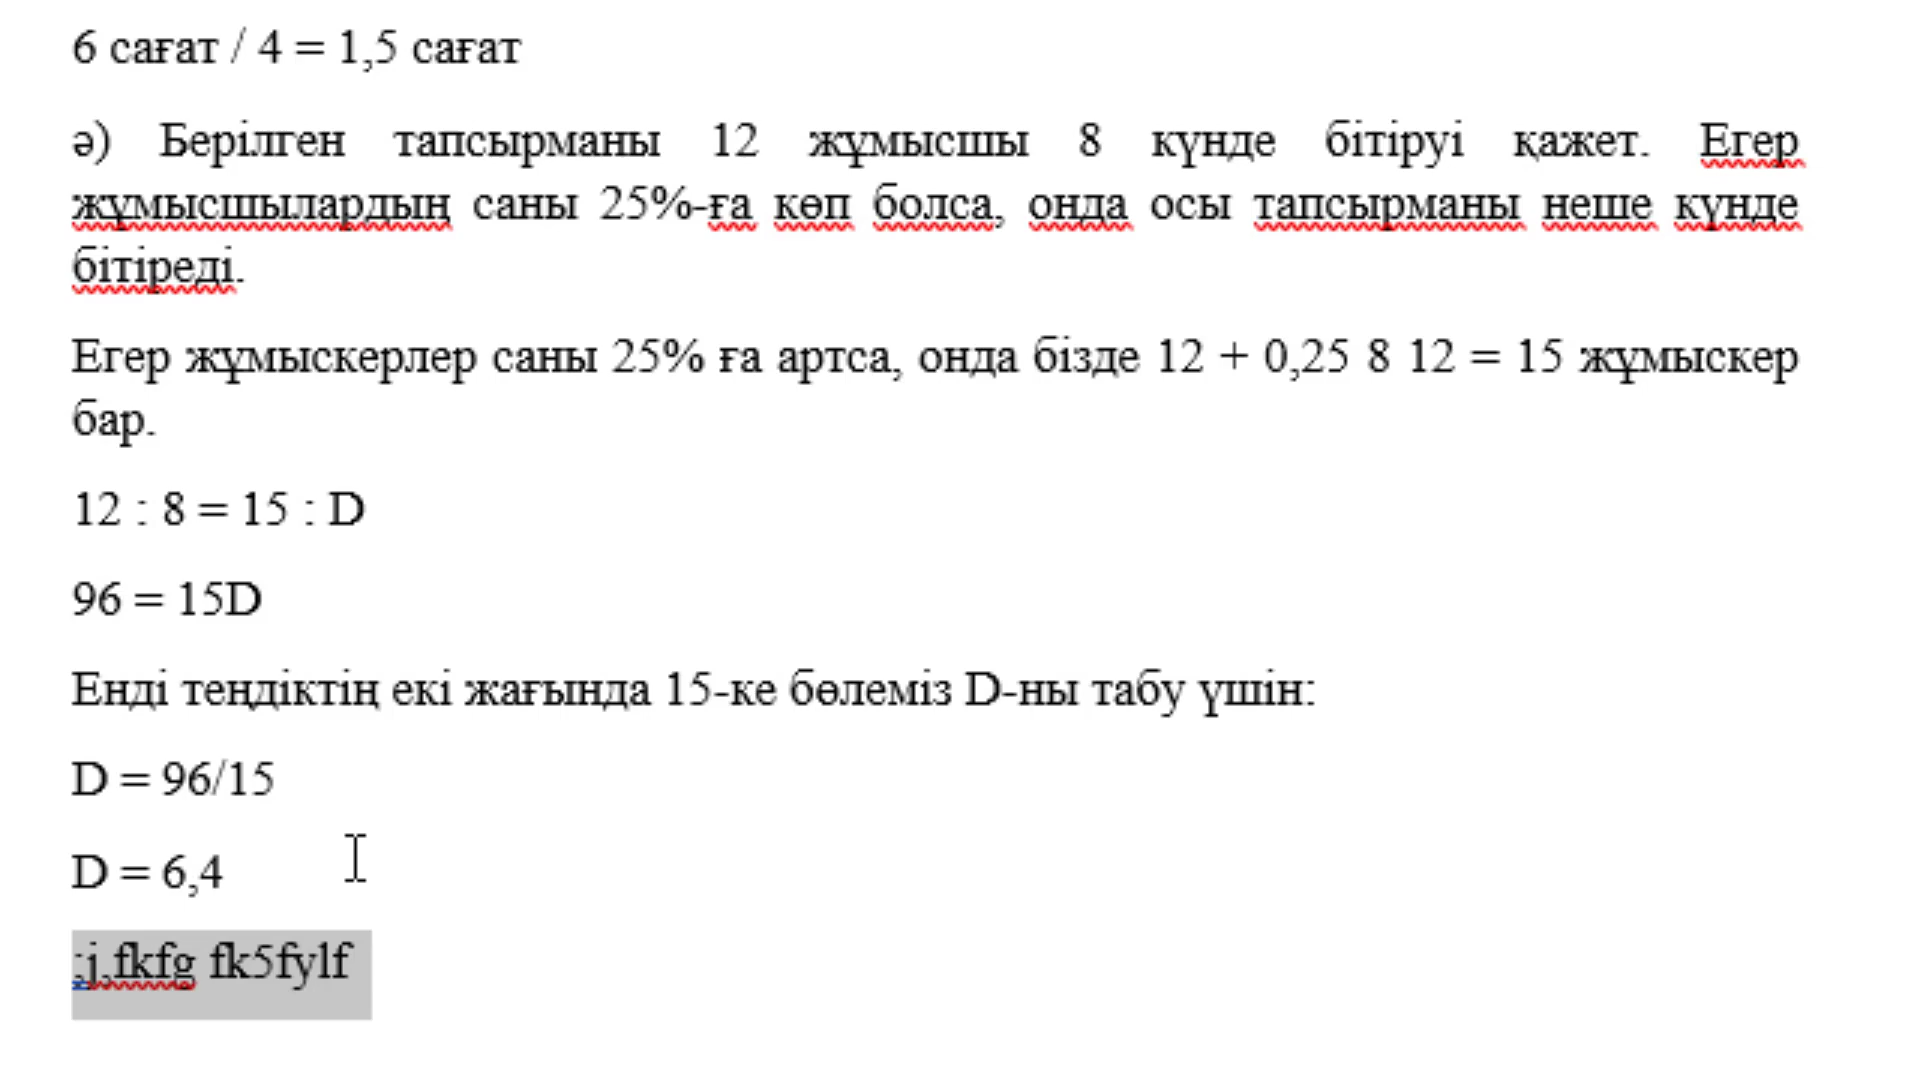 6 сағат / 4 = 1,5 сағат
ә) Берілген тапсырманы 12 жұмысшы 8 күнде бітіруі қажет. Егер
жұмысшылардың саны 25%-ға көп болса, онда осы тапсырманы неше күнде
бітіреді.
Егер жұмыскерлер саны 25% ға артса, онда бізде 12 + 0,25 8 12 = 15 жұмыскер
бар.
12 : 8 = 15 : D
96 = 15D
Енді теңдіктің екі жағында 15-ке бөлеміз D-ны табу үшін:
D = 96/15
D = 6,4
;j,fkfg fk5fylf